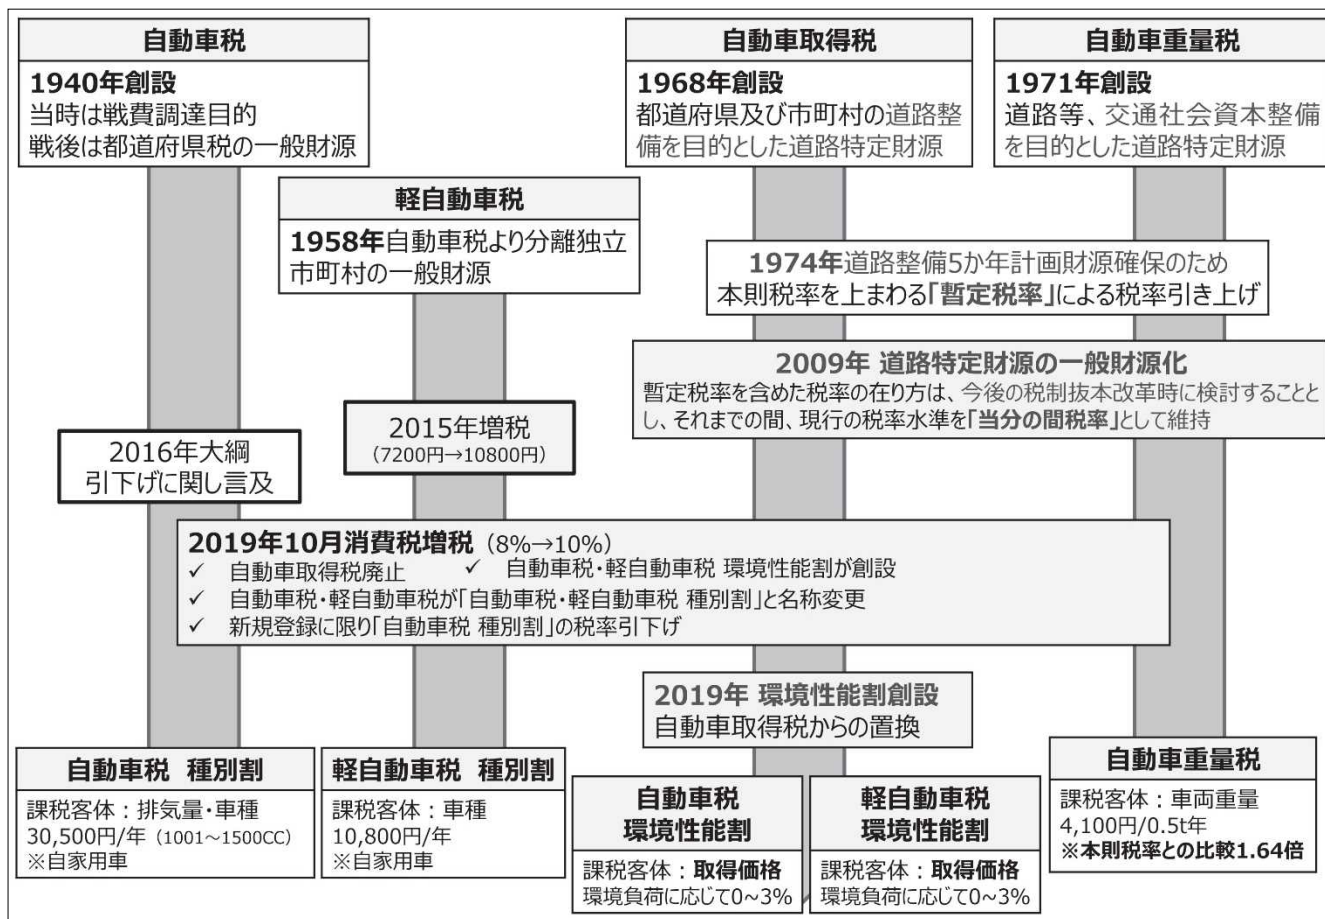 自動車税
1940年創設
当時は戦費調達目的
戦後は都道府県税の一般財源
自動車取得税
1968年創設
都道府県及び市町村の道路整
備を目的とした道路特定財源
自動車重量税
1971年創設
道路等、交通社会資本整備
を目的とした道路特定財源
軽自動車税
1958年自動車税より分離独立
市町村の一般財源
1974年道路整備5か年計画財源確保のため
本則税率を上まわる「暫定税率」による税率引き上げ
2009年 道路特定財源の一般財源化
暫定税率を含めた税率の在り方は、今後の税制抜本改革時に検討することと
し、それまでの間、現行の税率水準を「当分の間税率」として維持
2015年増税
（7200円→10800円）
2016年大綱
引下げに関し言及
2019年10月消費税増税（8%→10%）
✓ 自動車取得税廃止 ✓ 自動車税・軽自動車税 環境性能割が創設
✓ 自動車税・軽自動車税が「自動車税・軽自動車税 種別割」と名称変更
✓ 新規登録に限り「自動車税 種別割」の税率引下げ
2019年 環境性能割創設
自動車取得税からの置換
自動車税 種別割
課税客体：排気量・車種
30,500円/年（1001～1500CC）
※自家用車
軽自動車税 種別割
課税客体：車種
10,800円/年
※自家用車
自動車税
環境性能割
課税客体：取得価格
環境負荷に応じて0~3%
軽自動車税
環境性能割
課税客体：取得価格
環境負荷に応じて0~3%
自動車重量税
課税客体：車両重量
4,100円/0.5t年
※本則税率との比較1.64倍